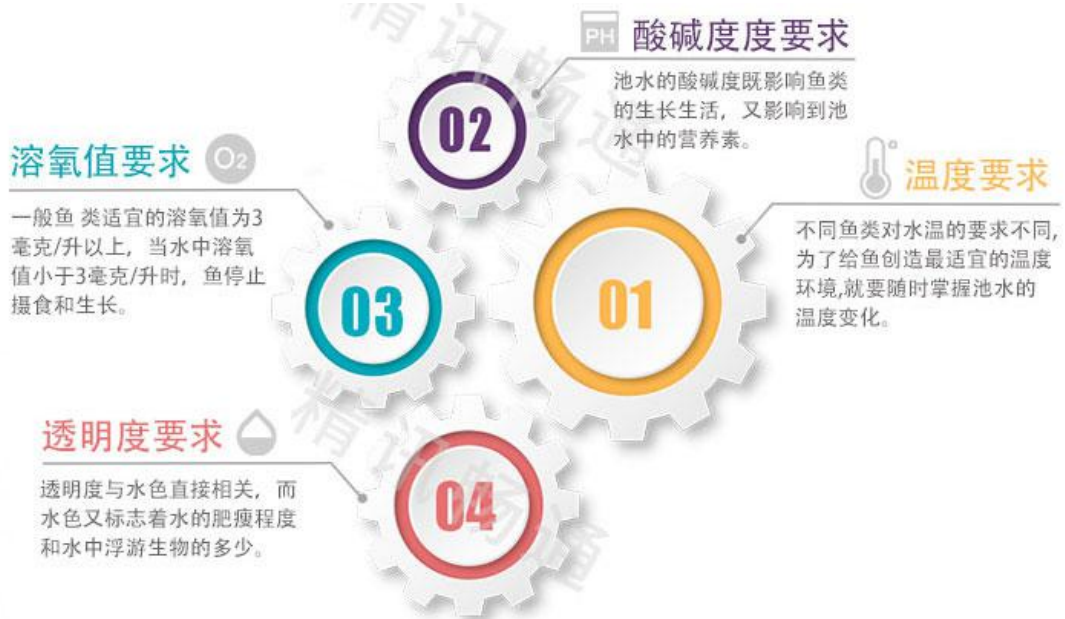 PH 酸碱度度要求
池水的酸碱度既影响鱼类
的生长生活，又影响到池
水中的营养素。
02
溶氧值要求 O2
一般鱼 类适宜的溶氧值为3
毫克/升以上，当水中溶氧
值小于3毫克/升时，鱼停止
摄食和生长。
03
温度要求
不同鱼类对水温的要求不同,
为了给鱼创造最适宜的温度
环境,就要随时掌握池水的
温度变化。
01
透明度要求
透明度与水色直接相关，而
水色又标志着水的肥瘦程度
和水中浮游生物的多少。
04
精讯畅通
精讯畅通